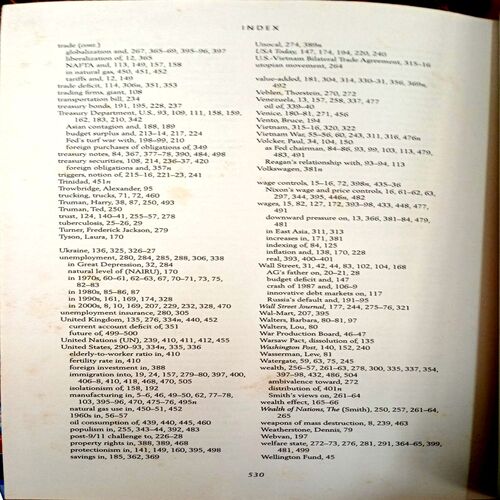 INDEX
trade (cont.)
globalization and, 267, 365–69, 395–96, 397
liberalization of, 12, 365
NAFTA and, 113, 149, 157, 158
in natural gas, 450, 451, 452
tariffs and, 12, 149
trade deficit, 114, 306n, 351, 353
trading firms, giant, 108
transportation bill, 234
treasury bonds, 191, 195, 228, 237
Treasury Department, U.S., 93, 109, 111, 158, 159,
162, 183, 210, 342
Asian contagion and, 188, 189
budget surplus and, 213–14, 217, 224
Fed's turf war with, 198–99, 210
foreign purchases of obligations of, 349
treasury notes, 84, 367, 377–78, 390, 484, 498
treasury securities, 108, 214, 236–37, 420
foreign obligations and, 357n
triggers, notion of, 215–16, 221–23, 241
Trinidad, 451n
Trowbridge, Alexander, 95
trucking, trucks, 71, 72, 460
Truman, Harry, 38, 87, 250, 493
Truman, Ted, 250
trust, 124, 140–41, 255–57, 278
tuberculosis, 25–26, 29
Turner, Frederick Jackson, 279
Tyson, Laura, 170
Ukraine, 136, 325, 326–27
unemployment, 280, 284, 285, 288, 306, 338
in Great Depression, 32, 284
natural level of (NAIRU), 170
in 1970s, 60–61, 62–63, 67, 70–71, 73, 75,
82–83
in 1980s, 85–86, 87
in 1990s, 161, 169, 174, 328
in 2000s, 8, 10, 169, 207, 229, 232, 328, 470
unemployment insurance, 280, 305
United Kingdom, 135, 276, 334n, 440, 452
current account deficit of, 351
future of, 499–500
United Nations (UN), 239, 410, 411, 412, 455
United States, 290–93, 334n, 335, 336
elderly-to-worker ratio in, 410
fertility rate in, 410
foreign investment in, 388
immigration into, 19, 24, 157, 279–80, 397, 400,
406–8, 410, 418, 468, 470, 505
isolationism of, 158, 192
manufacturing in, 5–6, 46, 49–50, 62, 77–78,
103, 395–96, 470, 475–76, 495n
natural gas use in, 450–51, 452
1960s in, 56–57
oil consumption of, 439, 440, 445, 460
populism in, 255, 343–44, 392, 483
post-9/11 challenge to, 226–28
property rights in, 388, 389, 468
protectionism in, 141, 149, 160, 395, 498
savings in, 185, 362, 369
Unocal, 274, 389n
USA Today, 147, 174, 194, 220, 240
U.S.-Vietnam Bilateral Trade Agreement, 315–16
utopian movement, 264
value-added, 181, 304, 314, 330–31, 356, 369n,
492
Veblen, Thorstein, 270, 272
Venezuela, 13, 157, 258, 337, 477
oil of, 339–40
Venice, 180–81, 271, 456
Vento, Bruce, 194
Vietnam, 315–16, 320, 322
Vietnam War, 55–56, 60, 243, 311, 316, 476n
Volcker, Paul, 34, 104, 150
as Fed chairman, 84–86, 93, 99, 103, 113, 479,
483, 491
Reagan's relationship with, 93–94, 113
Volkswagen, 381n
wage controls, 15–16, 72, 398n, 435–36
Nixon's wage and price controls, 16, 61–62, 63,
297, 344, 395, 446n, 482
wages, 15, 82, 127, 172, 393–98, 433, 448, 477,
491
downward pressure on, 13, 366, 381–84, 479,
481
in East Asia, 311, 313
increases in, 171, 381
indexing of, 84, 125
inflation and, 138, 170, 228
real, 393, 400–401
Wall Street, 31, 42, 44, 83, 102, 104, 168
AG's father on, 20–21, 28
budget deficit and, 147
crash of 1987 and, 106–9
innovative debt markets on, 117
Russia's default and, 191–95
Wall Street Journal, 177, 244, 275–76, 321
Wal-Mart, 207, 395
Walters, Barbara, 80–81, 97
Walters, Lou, 80
War Production Board, 46–47
Warsaw Pact, dissolution of, 135
Washington Post, 140, 152, 240
Wasserman, Lew, 81
Watergate, 59, 63, 75, 245
wealth, 256–57, 261–63, 278, 300, 335, 337, 354,
397–98, 432, 486, 504
ambivalence toward, 272
distribution of, 401n
Smith's views on, 261–64
wealth effect, 165–66
Wealth of Nations, The (Smith), 250, 257, 261–64,
265
weapons of mass destruction, 8, 239, 463
Weatherstone, Dennis, 79
Webvan, 197
welfare state, 272–73, 276, 281, 291, 364–65, 399,
481, 499
Wellington Fund, 45
530